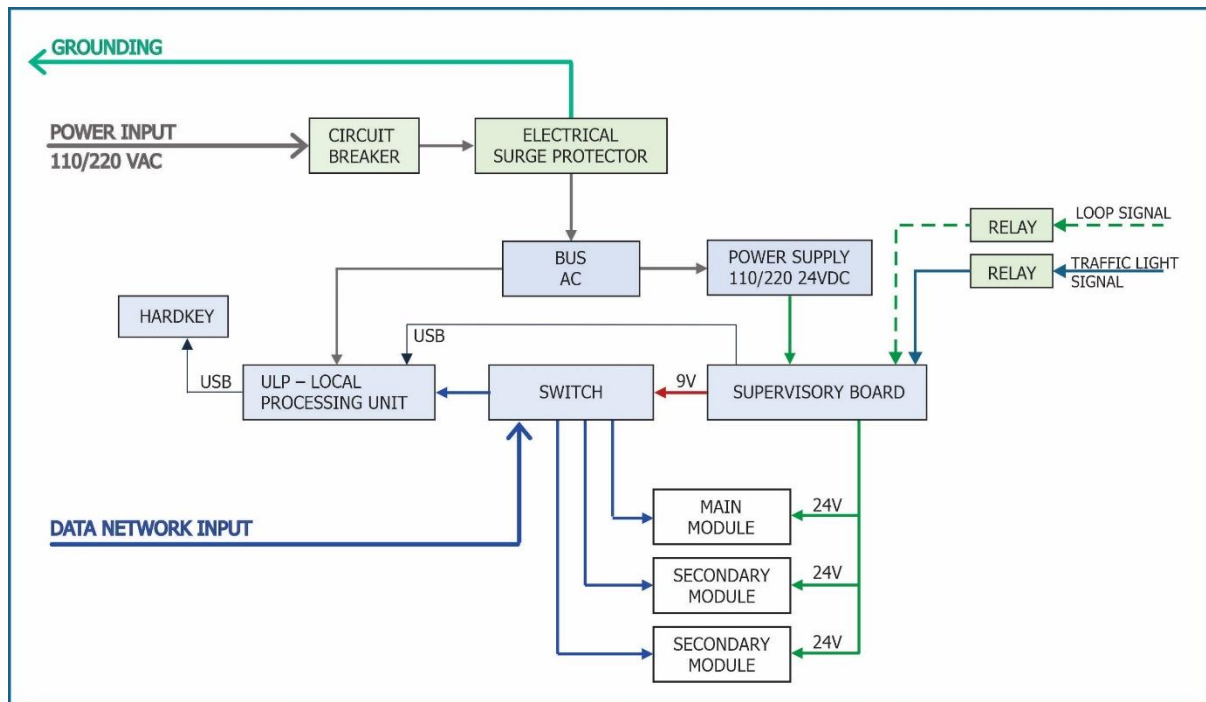 GROUNDING
POWER INPUT
110/220 VAC
CIRCUIT
BREAKER
ELECTRICAL
SURGE PROTECTOR
RELAY
LOOP SIGNAL
BUS
AC
POWER SUPPLY
110/220 24VDC
RELAY
TRAFFIC LIGHT
SIGNAL
HARDKEY
USB
USB
ULP – LOCAL
PROCESSING UNIT
SWITCH
9V
SUPERVISORY BOARD
DATA NETWORK INPUT
MAIN
MODULE
24V
SECONDARY
MODULE
24V
SECONDARY
MODULE
24V